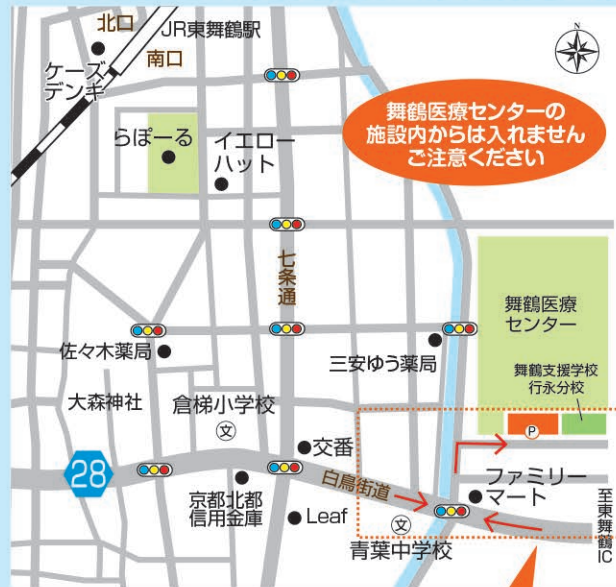 北口
JR東舞鶴駅
南口
ケーズ
デンキ
舞鶴医療センターの
施設内からは入れません
ご注意ください
らぽーる
イエロー
ハット
七条通
舞鶴医療
センター
佐々木薬局
三安ゆう薬局
舞鶴支援学校
行永分校
大森神社
倉梯小学校
文
P
交番
28
白鳥街道
ファミリー
マート
京都北都
信用金庫
Leaf
文
青葉中学校
至東舞鶴IC